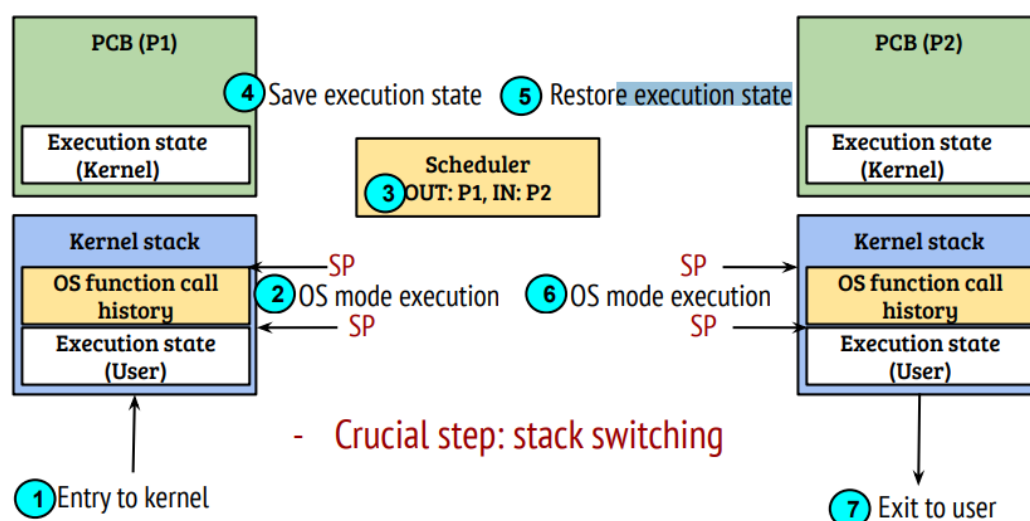 PCB (P1)
PCB (P2)
4 Save execution state
5 Restore execution state
Execution state
(Kernel)
Scheduler
3 OUT: P1, IN: P2
Execution state
(Kernel)
Kernel stack
SP
OS function call
history
2 OS mode execution
SP
Execution state
(User)
Kernel stack
SP
OS function call
history
6 OS mode execution
SP
Execution state
(User)
- Crucial step: stack switching
1 Entry to kernel
7 Exit to user